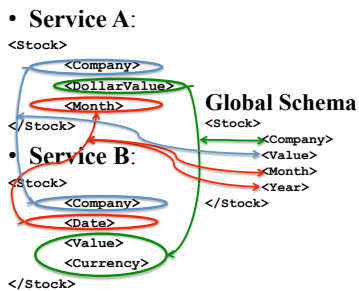 • Service A:
<Stock>
<Company>
<DollarValue>
<Month>
</Stock>
• Service B:
<Stock>
<Company>
<Date>
<Value>
<Currency>
</Stock>
Global Schema
<Stock>
<Company>
<Value>
<Month>
<Year>
</Stock>